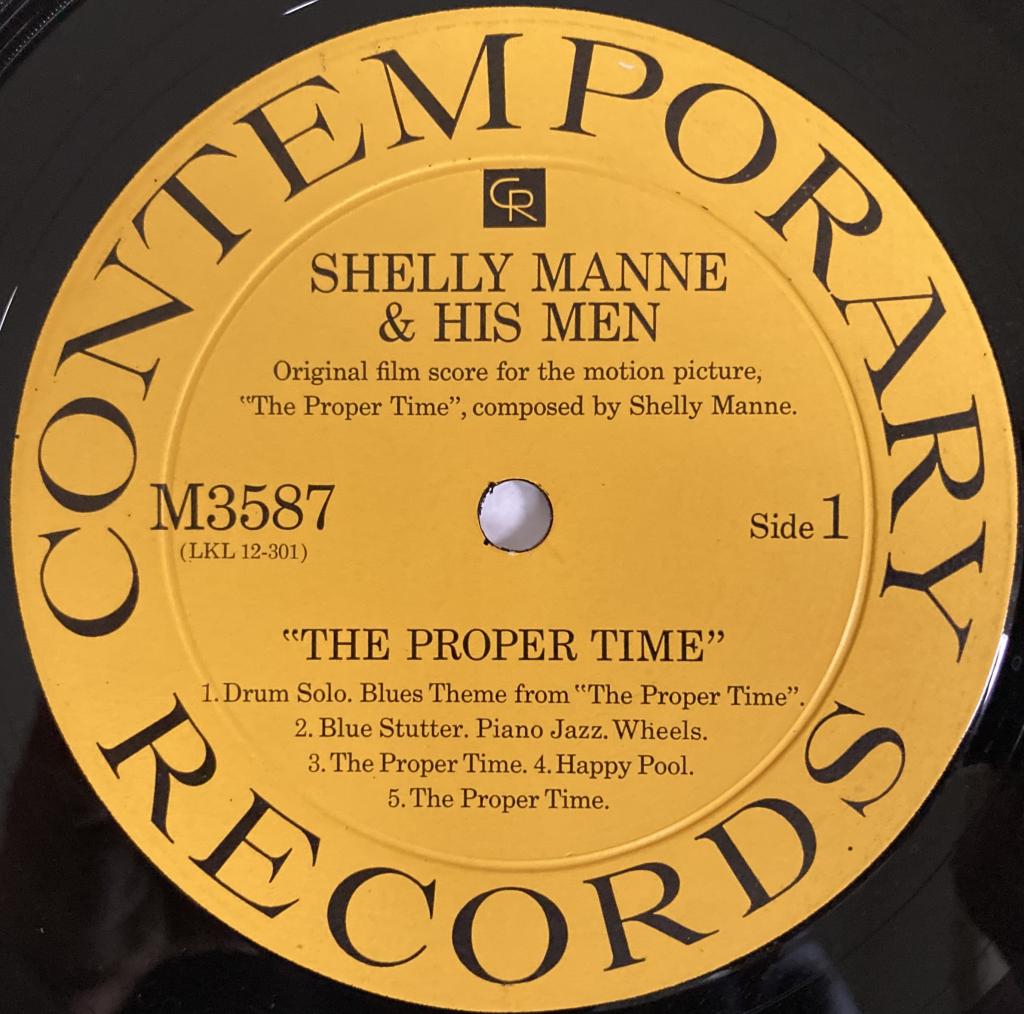 CONTEMPORARY
CR
SHELLY MANNE
& HIS MEN
Original film score for the motion picture,
"The Proper Time", composed by Shelly Manne.
M3587
(LKL 12-301)
Side 1
"THE PROPER TIME"
1. Drum Solo. Blues Theme from "The Proper Time".
2. Blue Stutter. Piano Jazz. Wheels.
3. The Proper Time. 4. Happy Pool.
5. The Proper Time.
RECORDS